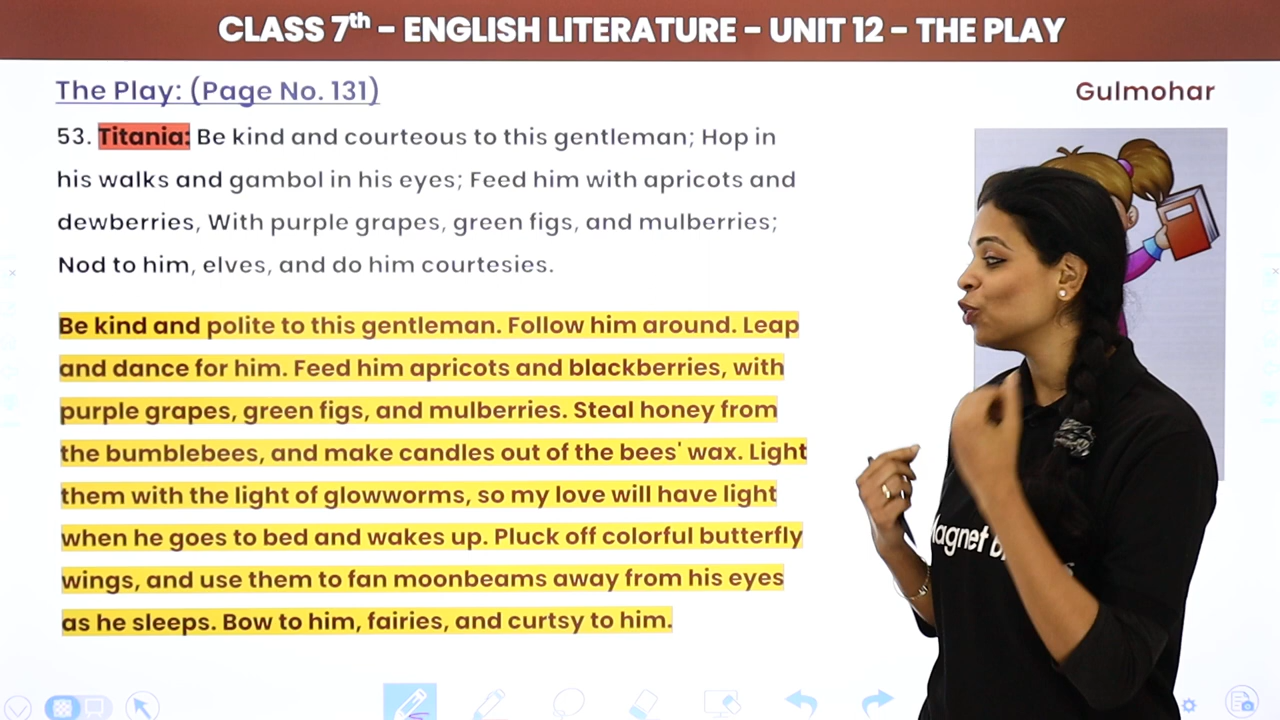 CLASS 7th - ENGLISH LITERATURE - UNIT 12 - THE PLAY
The Play: (Page No. 131)
Gulmohar
53. Titania: Be kind and courteous to this gentleman; Hop in
his walks and gambol in his eyes; Feed him with apricots and
dewberries, With purple grapes, green figs, and mulberries;
Nod to him, elves, and do him courtesies.
Be kind and polite to this gentleman. Follow him around. Leap
and dance for him. Feed him apricots and blackberries, with
purple grapes, green figs, and mulberries. Steal honey from
the bumblebees, and make candles out of the bees' wax. Light
them with the light of glowworms, so my love will have light
when he goes to bed and wakes up. Pluck off colorful butterfly
wings, and use them to fan moonbeams away from his eyes
as he sleeps. Bow to him, fairies, and curtsy to him.